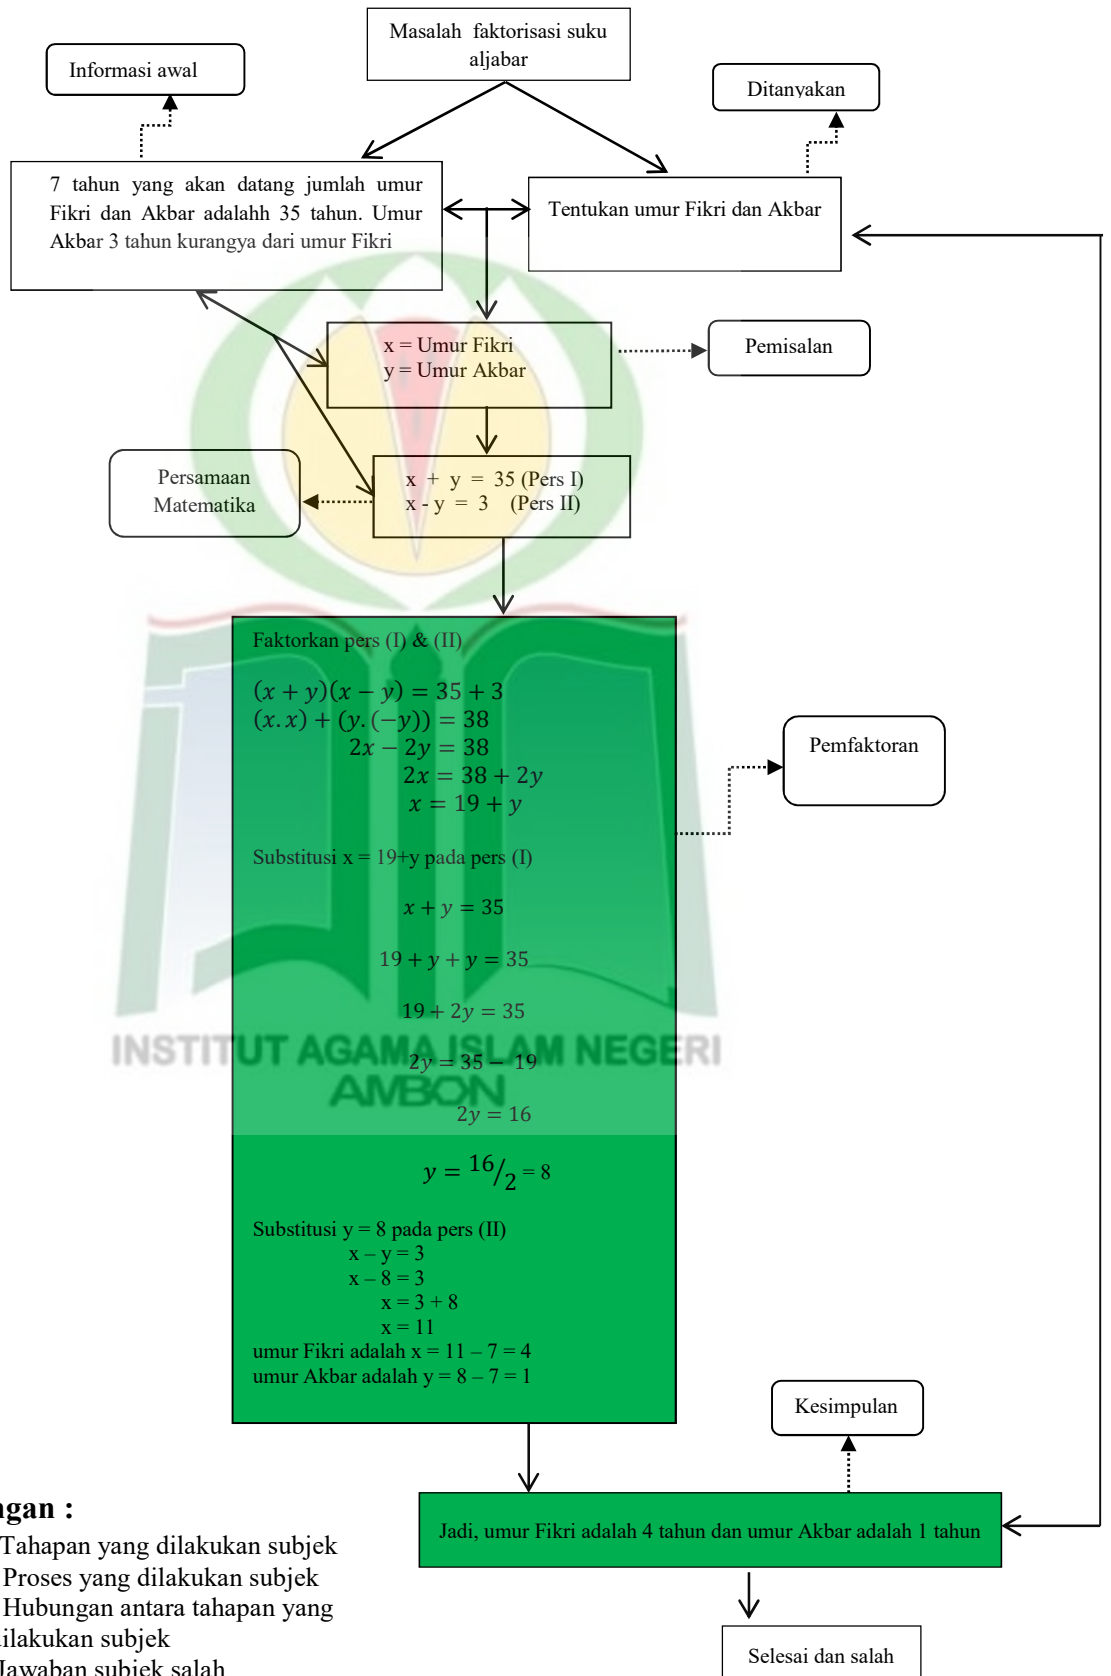 Masalah faktorisasi suku
aljabar
Informasi awal
Ditanyakan
7 tahun yang akan datang jumlah umur
Fikri dan Akbar adalahh 35 tahun. Umur
Akbar 3 tahun kurangya dari umur Fikri
Tentukan umur Fikri dan Akbar
x = Umur Fikri
y = Umur Akbar
Pemisalan
Persamaan
Matematika
x + y = 35 (Pers I)
x - y = 3 (Pers II)
Faktorkan pers (I) & (II)
(x + y)(x − y) = 35 + 3
(x. x) + (y. (−y)) = 38
2x − 2y = 38
2x = 38 + 2y
x = 19 + y
Pemfaktoran
Substitusi x = 19+y pada pers (I)
x + y = 35
19 + y + y = 35
19 + 2y = 35
INSTITUT AGAMA ISLAM NEGERI
AMBON
2y = 35 − 19
2y = 16
y = 16/2 = 8
Substitusi y = 8 pada pers (II)
x – y = 3
x – 8 = 3
x = 3 + 8
x = 11
umur Fikri adalah x = 11 – 7 = 4
umur Akbar adalah y = 8 – 7 = 1
Kesimpulan
Jadi, umur Fikri adalah 4 tahun dan umur Akbar adalah 1 tahun
Selesai dan salah
ngan :
Tahapan yang dilakukan subjek
Proses yang dilakukan subjek
Hubungan antara tahapan yang
dilakukan subjek
Jawaban subjek salah